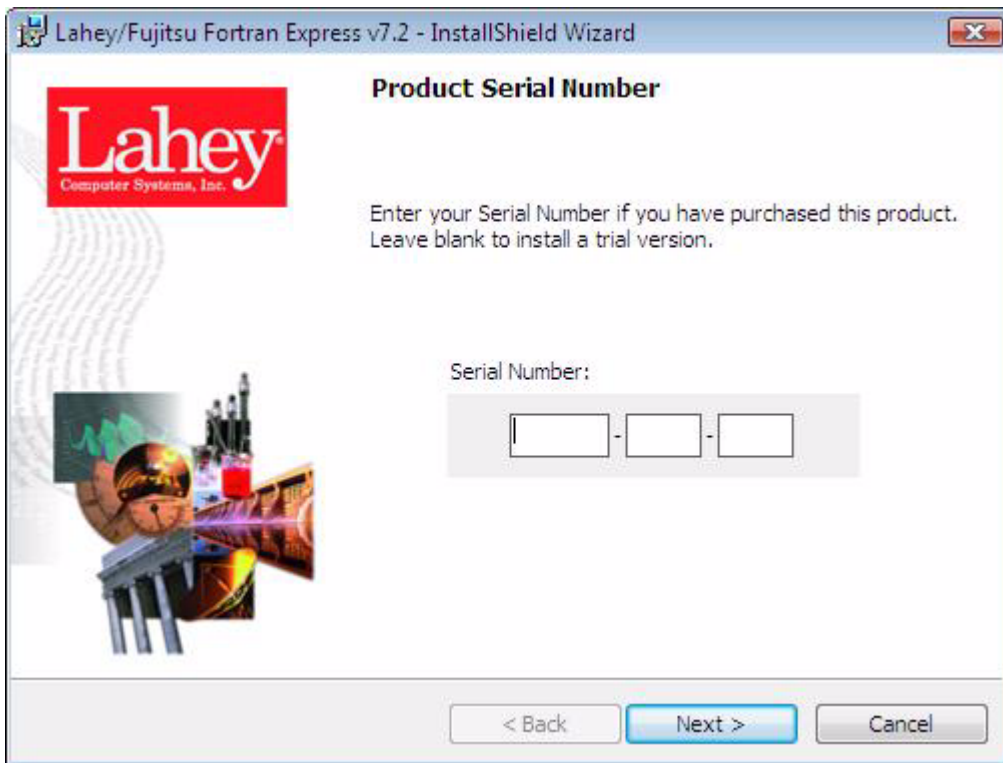 Lahey/Fujitsu Fortran Express v7.2 - InstallShield Wizard
Product Serial Number
Lahey®
Computer Systems, Inc.
Enter your Serial Number if you have purchased this product.
Leave blank to install a trial version.
Serial Number:
- -
< Back Next > Cancel